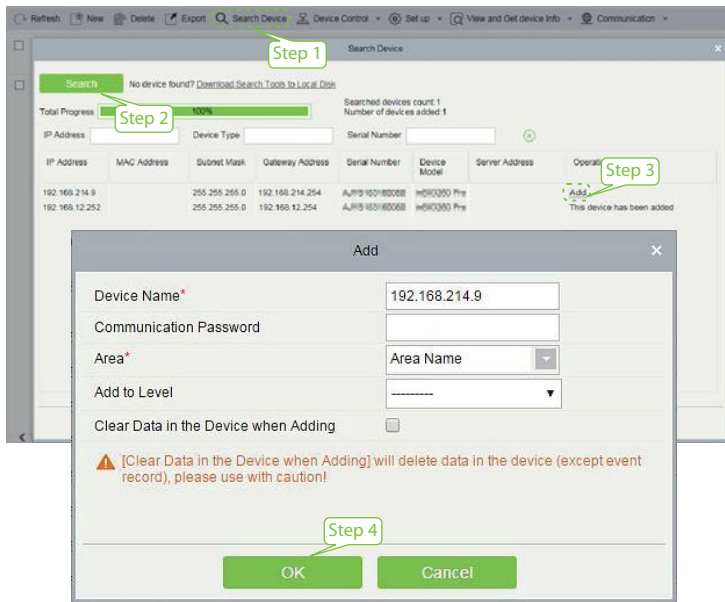 Refresh New Delete Export Search Device Device Control Set up View and Get device Info Communication
Step 1
Search Device
Search No device found? Download Search Tools to Local Disk
Step 2
Total Progress 100% Searched devices count:1
Number of devices added:1
IP Address Device Type Serial Number
IP Address MAC Address Subnet Mask Gateway Address Serial Number Device Model Server Address
Step 3
192.168.214.9 255.255.255.0 192.168.214.254 Add
192.168.12.252 255.255.255.0 192.168.12.254 This device has been added
Add
Device Name* 192.168.214.9
Communication Password
Area* Area Name
Add to Level ---------
Clear Data in the Device when Adding
[Clear Data in the Device when Adding] will delete data in the device (except event
record), please use with caution!
Step 4
OK Cancel